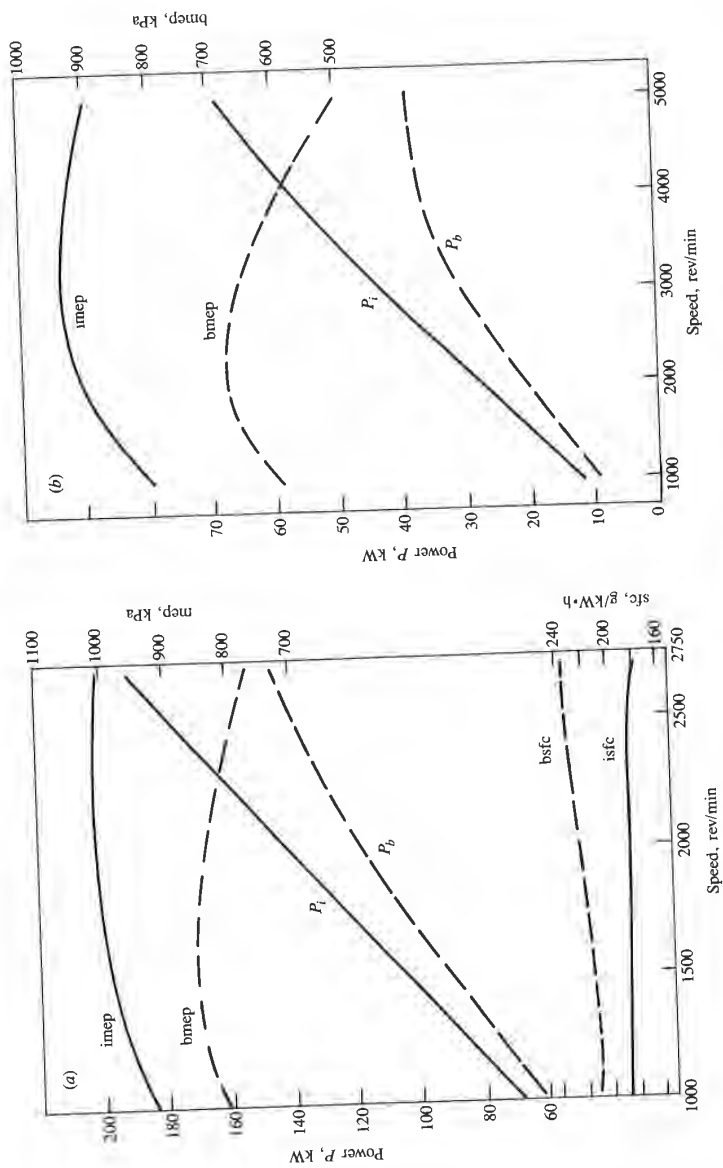 (a)
1100
1000
900
800
700
mep, kPa
imep
bmep
P_i
P_b
bsfc
isfc
240
200
160
sfc, g/kW•h
200
180
160
140
120
100
80
60
Power P, kW
1000
1500
2000
2500
2750
Speed, rev/min
(b)
1000
900
800
700
600
500
bmep, kPa
imep
bmep
P_i
P_b
70
60
50
40
30
20
10
0
Power P, kW
1000
2000
3000
4000
5000
Speed, rev/min